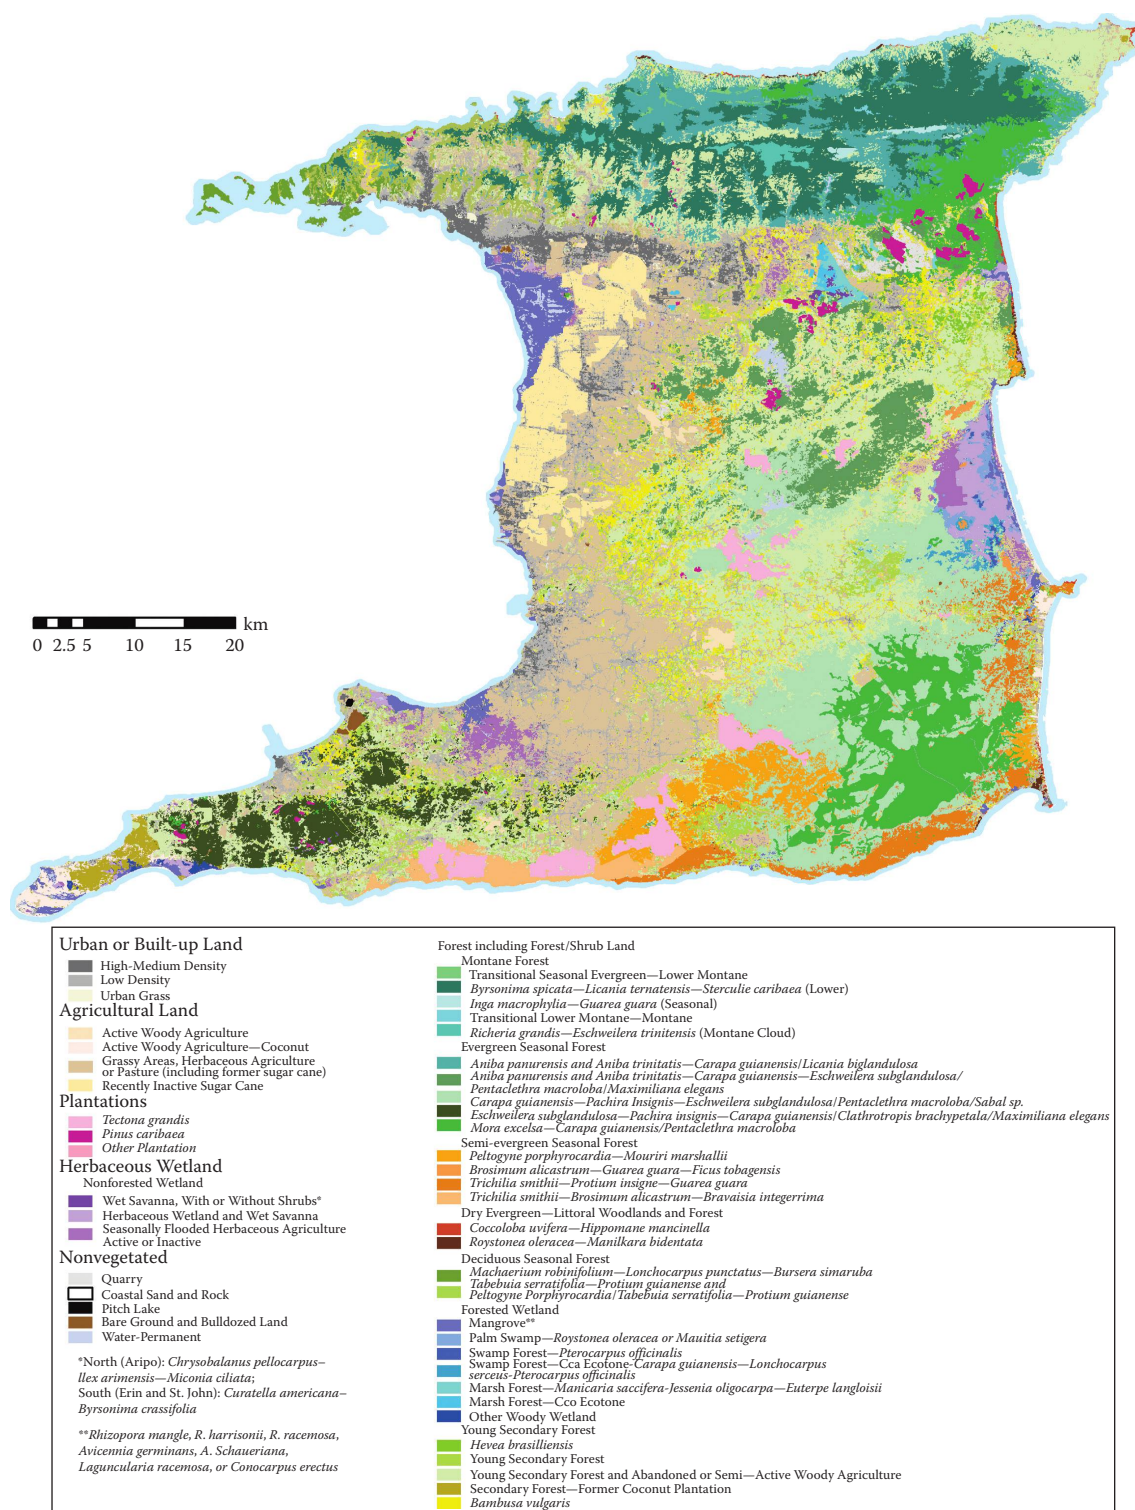 km
0 2.5 5 10 15 20
Urban or Built-up Land
High-Medium Density
Low Density
Urban Grass
Agricultural Land
Active Woody Agriculture
Active Woody Agriculture—Coconut
Grassy Areas, Herbaceous Agriculture
or Pasture (including former sugar cane)
Recently Inactive Sugar Cane
Plantations
Tectona grandis
Pinus caribaea
Other Plantation
Herbaceous Wetland
Nonforested Wetland
Wet Savanna, With or Without Shrubs*
Herbaceous Wetland and Wet Savanna
Seasonally Flooded Herbaceous Agriculture
Active or Inactive
Nonvegetated
Quarry
Coastal Sand and Rock
Pitch Lake
Bare Ground and Bulldozed Land
Water-Permanent
*North (Aripo): Chrysobalanus pellocarpus–
llex arimensis—Miconia ciliata;
South (Erin and St. John): Curatella americana–
Byrsonima crassifolia
**Rhizopora mangle, R. harrisonii, R. racemosa,
Avicennia germinans, A. Schaueriana,
Laguncularia racemosa, or Conocarpus erectus
Forest including Forest/Shrub Land
Montane Forest
Transitional Seasonal Evergreen—Lower Montane
Byrsonima spicata—Licania ternatensis—Sterculie caribaea (Lower)
Inga macrophylia—Guarea guara (Seasonal)
Transitional Lower Montane—Montane
Richeria grandis—Eschweilera trinitensis (Montane Cloud)
Evergreen Seasonal Forest
Aniba panurensis and Aniba trinitatis—Carapa guianensis/Licania biglandulosa
Aniba panurensis and Aniba trinitatis—Carapa guianensis—Eschweilera subglandulosa/
Pentaclethra macroloba/Maximiliana elegans
Carapa guianensis—Pachira Insignis—Eschweilera subglandulosa/Pentaclethra macroloba/Sabal sp.
Eschweilera subglandulosa—Pachira insignis—Carapa guianensis/Clathrotropis brachypetala/Maximiliana elegans
Mora excelsa—Carapa guianensis/Pentaclethra macroloba
Semi-evergreen Seasonal Forest
Peltogyne porphyrocardia—Mouriri marshallii
Brosimum alicastrum—Guarea guara—Ficus tobagensis
Trichilia smithii—Protium insigne—Guarea guara
Trichilia smithii—Brosimum alicastrum—Bravaisia integerrima
Dry Evergreen—Littoral Woodlands and Forest
Coccoloba uvifera—Hippomane mancinella
Roystonea oleracea—Manilkara bidentata
Deciduous Seasonal Forest
Machaerium robinifolium—Lonchocarpus punctatus—Bursera simaruba
Tabebuia serratifolia—Protium guianense and
Peltogyne Porphyrocardia/Tabebuia serratifolia—Protium guianense
Forested Wetland
Mangrove**
Palm Swamp—Roystonea oleracea or Mauitia setigera
Swamp Forest—Pterocarpus officinalis
Swamp Forest—Cca Ecotone-Carapa guianensis—Lonchocarpus
serceus-Pterocarpus officinalis
Marsh Forest—Manicaria saccifera-Jessenia oligocarpa—Euterpe langloisii
Marsh Forest—Cco Ecotone
Other Woody Wetland
Young Secondary Forest
Hevea brasilliensis
Young Secondary Forest
Young Secondary Forest and Abandoned or Semi—Active Woody Agriculture
Secondary Forest—Former Coconut Plantation
Bambusa vulgaris